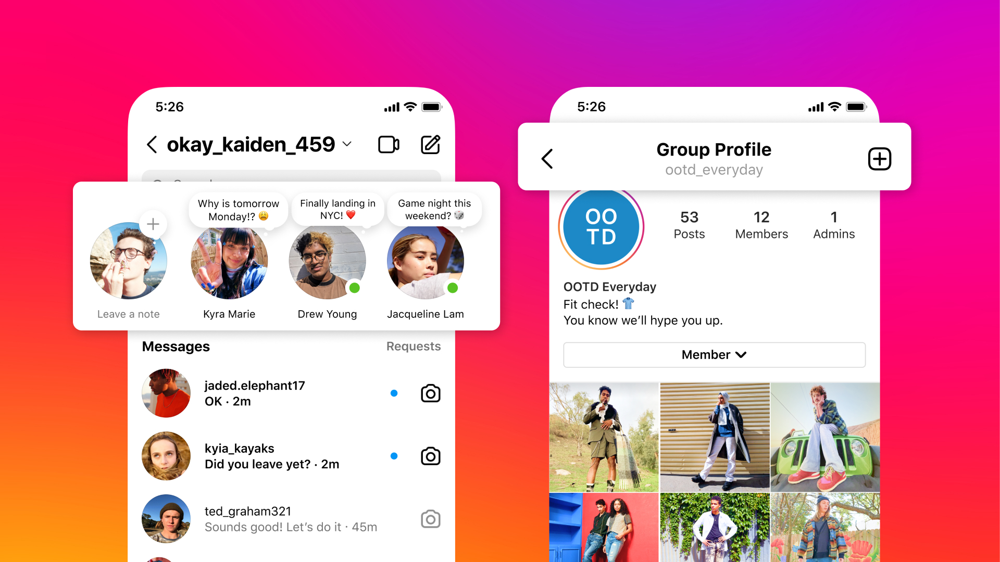 5:26
okay_kaiden_459
Why is tomorrow
Monday!? 😩
Finally landing in
NYC! ❤️
Game night this
weekend? 🎲
Leave a note
Kyra Marie
Drew Young
Jacqueline Lam
Messages
Requests
jaded.elephant17
OK · 2m
kyia_kayaks
Did you leave yet? · 2m
ted_graham321
Sounds good! Let’s do it · 45m
5:26
Group Profile
ootd_everyday
OO
TD
53
Posts
12
Members
1
Admins
OOTD Everyday
Fit check! 👕
You know we’ll hype you up.
Member